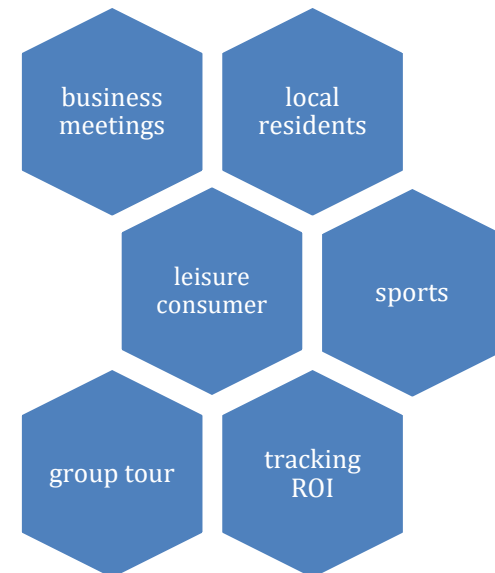 business
meetings
local
residents
leisure
consumer
sports
group tour
tracking
ROI